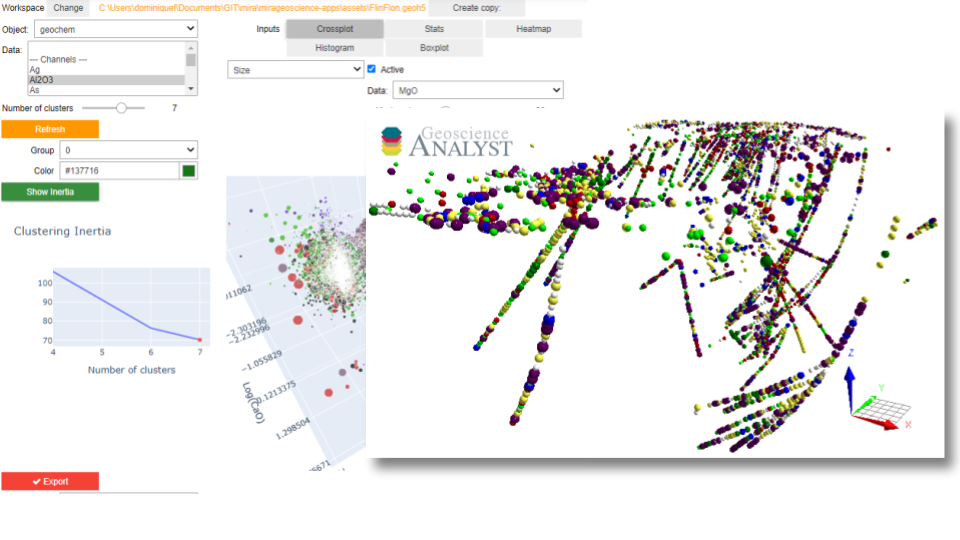 Workspace Change C:\Users\dominiquef\Documents\GIT\mira\mirageoscience-apps\assets\FlinFlon.geoh5 Create copy:
Object: geochem
Data:
--- Channels ---
Ag
Al2O3
As
Number of clusters 7
Refresh
Group 0
Color #137716
Show Inertia
Clustering Inertia
100
90
80
70
4 5 6 7
Number of clusters
Export
Inputs Crossplot Stats Heatmap
Histogram Boxplot
Size Active
Data: MgO
Geoscience
ANALYST
−2.303196
−2.232996
−1.055829
−0.1213375
1.298504
Log(CaO)
Z
Y
X